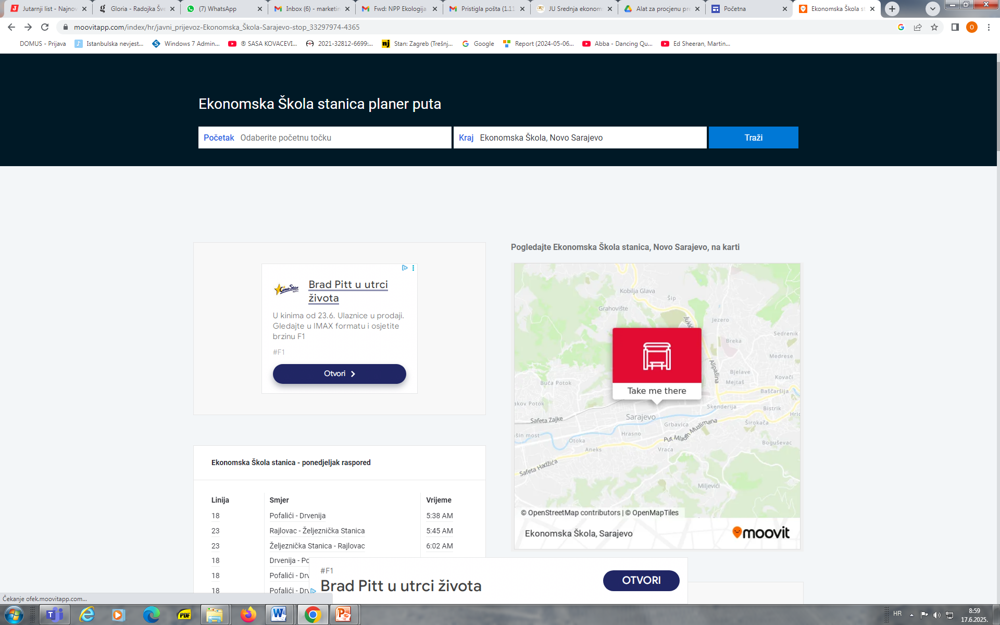 Jutarnji list - Najnov
Gloria - Radojka Šve
(7) WhatsApp
Inbox (6) - marketin
Fwd: NPP Ekologija
Pristigla pošta (1.11
JU Srednja ekonom
Alat za procjenu pre
Početna
Ekonomska Škola st
moovitapp.com/index/hr/javni_prijevoz-Ekonomska_Škola-Sarajevo-stop_33297974-4365
O
DOMUS - Prijava
Istanbulska nevjest...
Windows 7 Admin...
® SASA KOVACEVI...
2021-32812-6699:...
Stan: Zagreb (Trešnj...
Google
Report (2024-05-06...
Abba - Dancing Qu...
Ed Sheeran, Martin...
Ekonomska Škola stanica planer puta
Početak Odaberite početnu točku
Kraj Ekonomska Škola, Novo Sarajevo
Traži
CineStar
Brad Pitt u utrci
života
U kinima od 23.6. Ulaznice u prodaji.
Gledajte u IMAX formatu i osjetite
brzinu F1
#F1
Otvori
Pogledajte Ekonomska Škola stanica, Novo Sarajevo, na karti
Kobilja Glava
Šip
Grahovište
Jukić
Jezero
Sedrenik
Breka
Medrese
Alipašina
Bjelave
Kovači
Buća Potok
Mejtaš
Baščaršija
Take me there
akov Potok
Skenderija
Bistrik
Hrid
Safeta Zajke
Sarajevo
Grbavica
Širokača
šin most
Hrasno
Put Mladih Muslimana
Otoka
Aneks
Vraca
Boguševac
Safeta Hadžića
Miljevići
© OpenStreetMap contributors | © OpenMapTiles
Ekonomska Škola, Sarajevo
moovit
Ekonomska Škola stanica - ponedjeljak raspored
Linija Smjer Vrijeme
18 Pofalići - Drvenija 5:38 AM
23 Rajlovac - Željeznička Stanica 5:45 AM
23 Željeznička Stanica - Rajlovac 6:02 AM
18 Drvenija - Po
18 Pofalići - Drv
18 Pofalići - Drv
#F1
Brad Pitt u utrci života
OTVORI
Čekanje ofek.moovitapp.com...
PDF
HR
8:59
17.6.2025.